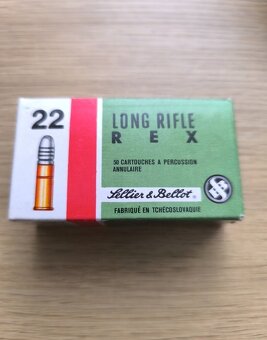 22
LONG RIFLE
REX
50 CARTOUCHES A PERCUSSION
ANNULAIRE
Sellier & Bellot
FABRIQUÉ EN TCHÉCOSLOVAQUIE